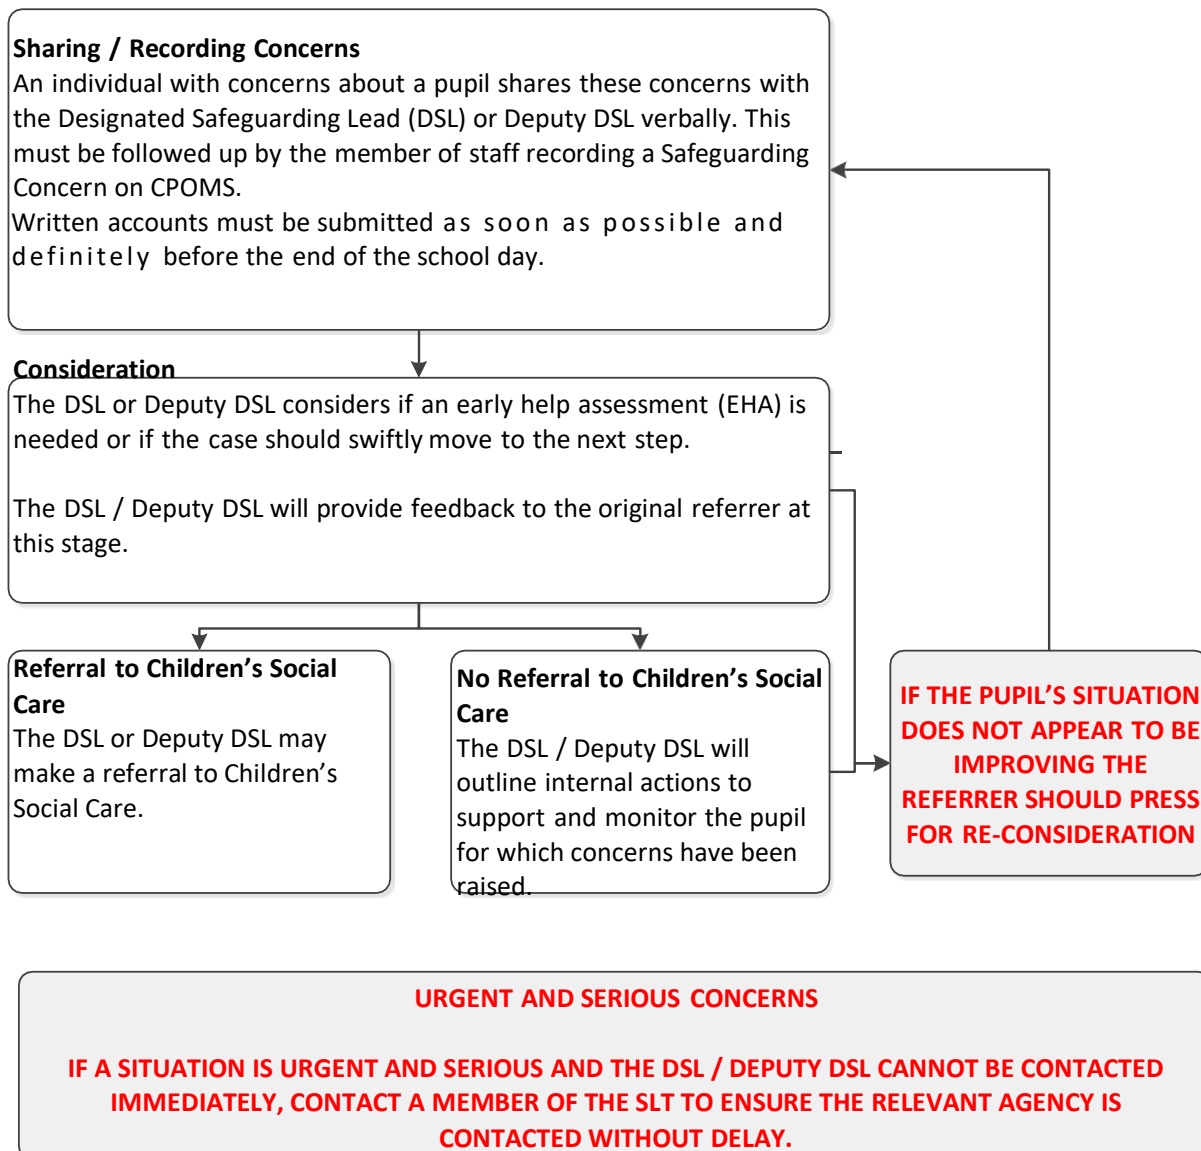 Sharing / Recording Concerns
An individual with concerns about a pupil shares these concerns with
the Designated Safeguarding Lead (DSL) or Deputy DSL verbally. This
must be followed up by the member of staff recording a Safeguarding
Concern on CPOMS.
Written accounts must be submitted as soon as possible and
definitely before the end of the school day.
Consideration
The DSL or Deputy DSL considers if an early help assessment (EHA) is
needed or if the case should swiftly move to the next step.
The DSL / Deputy DSL will provide feedback to the original referrer at
this stage.
Referral to Children’s Social
Care
The DSL or Deputy DSL may
make a referral to Children’s
Social Care.
No Referral to Children’s Social
Care
The DSL / Deputy DSL will
outline internal actions to
support and monitor the pupil
for which concerns have been
raised.
IF THE PUPIL’S SITUATION
DOES NOT APPEAR TO BE
IMPROVING THE
REFERRER SHOULD PRESS
FOR RE-CONSIDERATION
URGENT AND SERIOUS CONCERNS
IF A SITUATION IS URGENT AND SERIOUS AND THE DSL / DEPUTY DSL CANNOT BE CONTACTED
IMMEDIATELY, CONTACT A MEMBER OF THE SLT TO ENSURE THE RELEVANT AGENCY IS
CONTACTED WITHOUT DELAY.